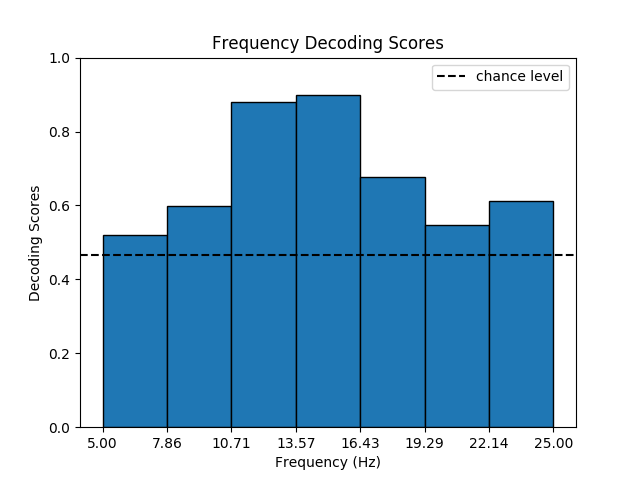 Frequency Decoding Scores
chance level
1.0
0.8
0.6
0.4
0.2
0.0
Decoding Scores
5.00 7.86 10.71 13.57 16.43 19.29 22.14 25.00
Frequency (Hz)